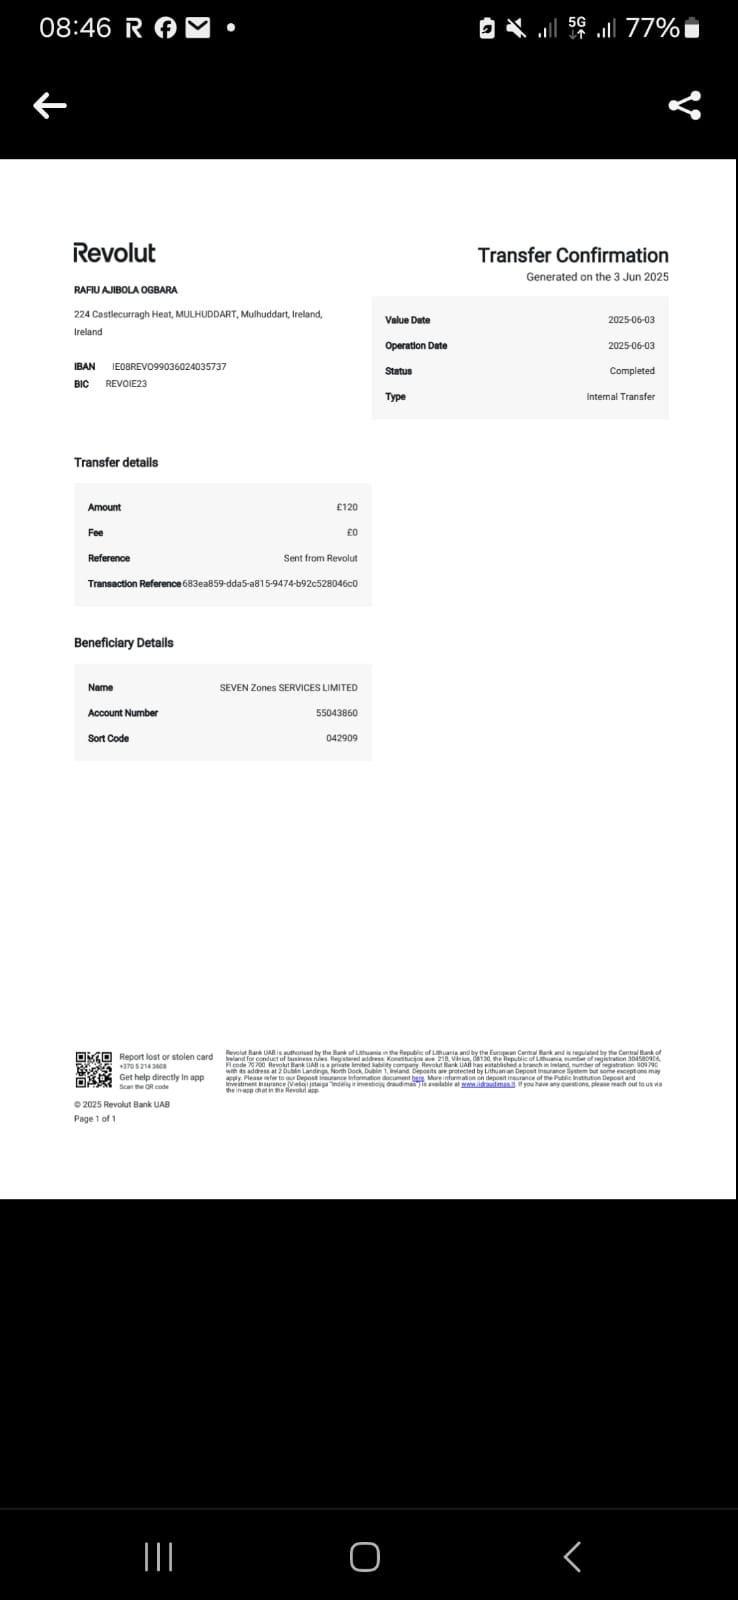 08:46
5G
77%
Revolut
Transfer Confirmation
Generated on the 3 Jun 2025
RAFIU AJIBOLA OGBARA
224 Castlecurragh Heat, MULHUDDART, Mulhuddart, Ireland,
Ireland
IBAN IE08REVO99036024035737
BIC REVOIE23
Value Date 2025-06-03
Operation Date 2025-06-03
Status Completed
Type Internal Transfer
Transfer details
Amount £120
Fee £0
Reference Sent from Revolut
Transaction Reference 683ea859-dda5-a815-9474-b92c528046c0
Beneficiary Details
Name SEVEN Zones SERVICES LIMITED
Account Number 55043860
Sort Code 042909
Report lost or stolen card
+370 5 214 3608
Get help directly In app
Scan the QR code
Revolut Bank UAB is authorised by the Bank of Lithuania in the Republic of Lithuania and by the European Central Bank and is regulated by the Central Bank of
Ireland for conduct of business rules. Registered address: Konstitucijos ave. 21B, Vilnius, 08130, the Republic of Lithuania, number of registration 304580906,
FI code 70700. Revolut Bank UAB is a private limited liability company. Revolut Bank UAB has established a branch in Ireland, number of registration: 909790
with its address at 2 Dublin Landings, North Dock, Dublin 1, Ireland. Deposits are protected by Lithuanian Deposit Insurance System but some exceptions may
apply. Please refer to our Deposit Insurance Information document here. More information on deposit insurance of the Public Institution Deposit and
Investment Insurance (Viešoji įstaiga "Indėlių ir investicijų draudimas") is available at www.iidraudimas.lt. If you have any questions, please reach out to us via
the in-app chat in the Revolut app.
© 2025 Revolut Bank UAB
Page 1 of 1